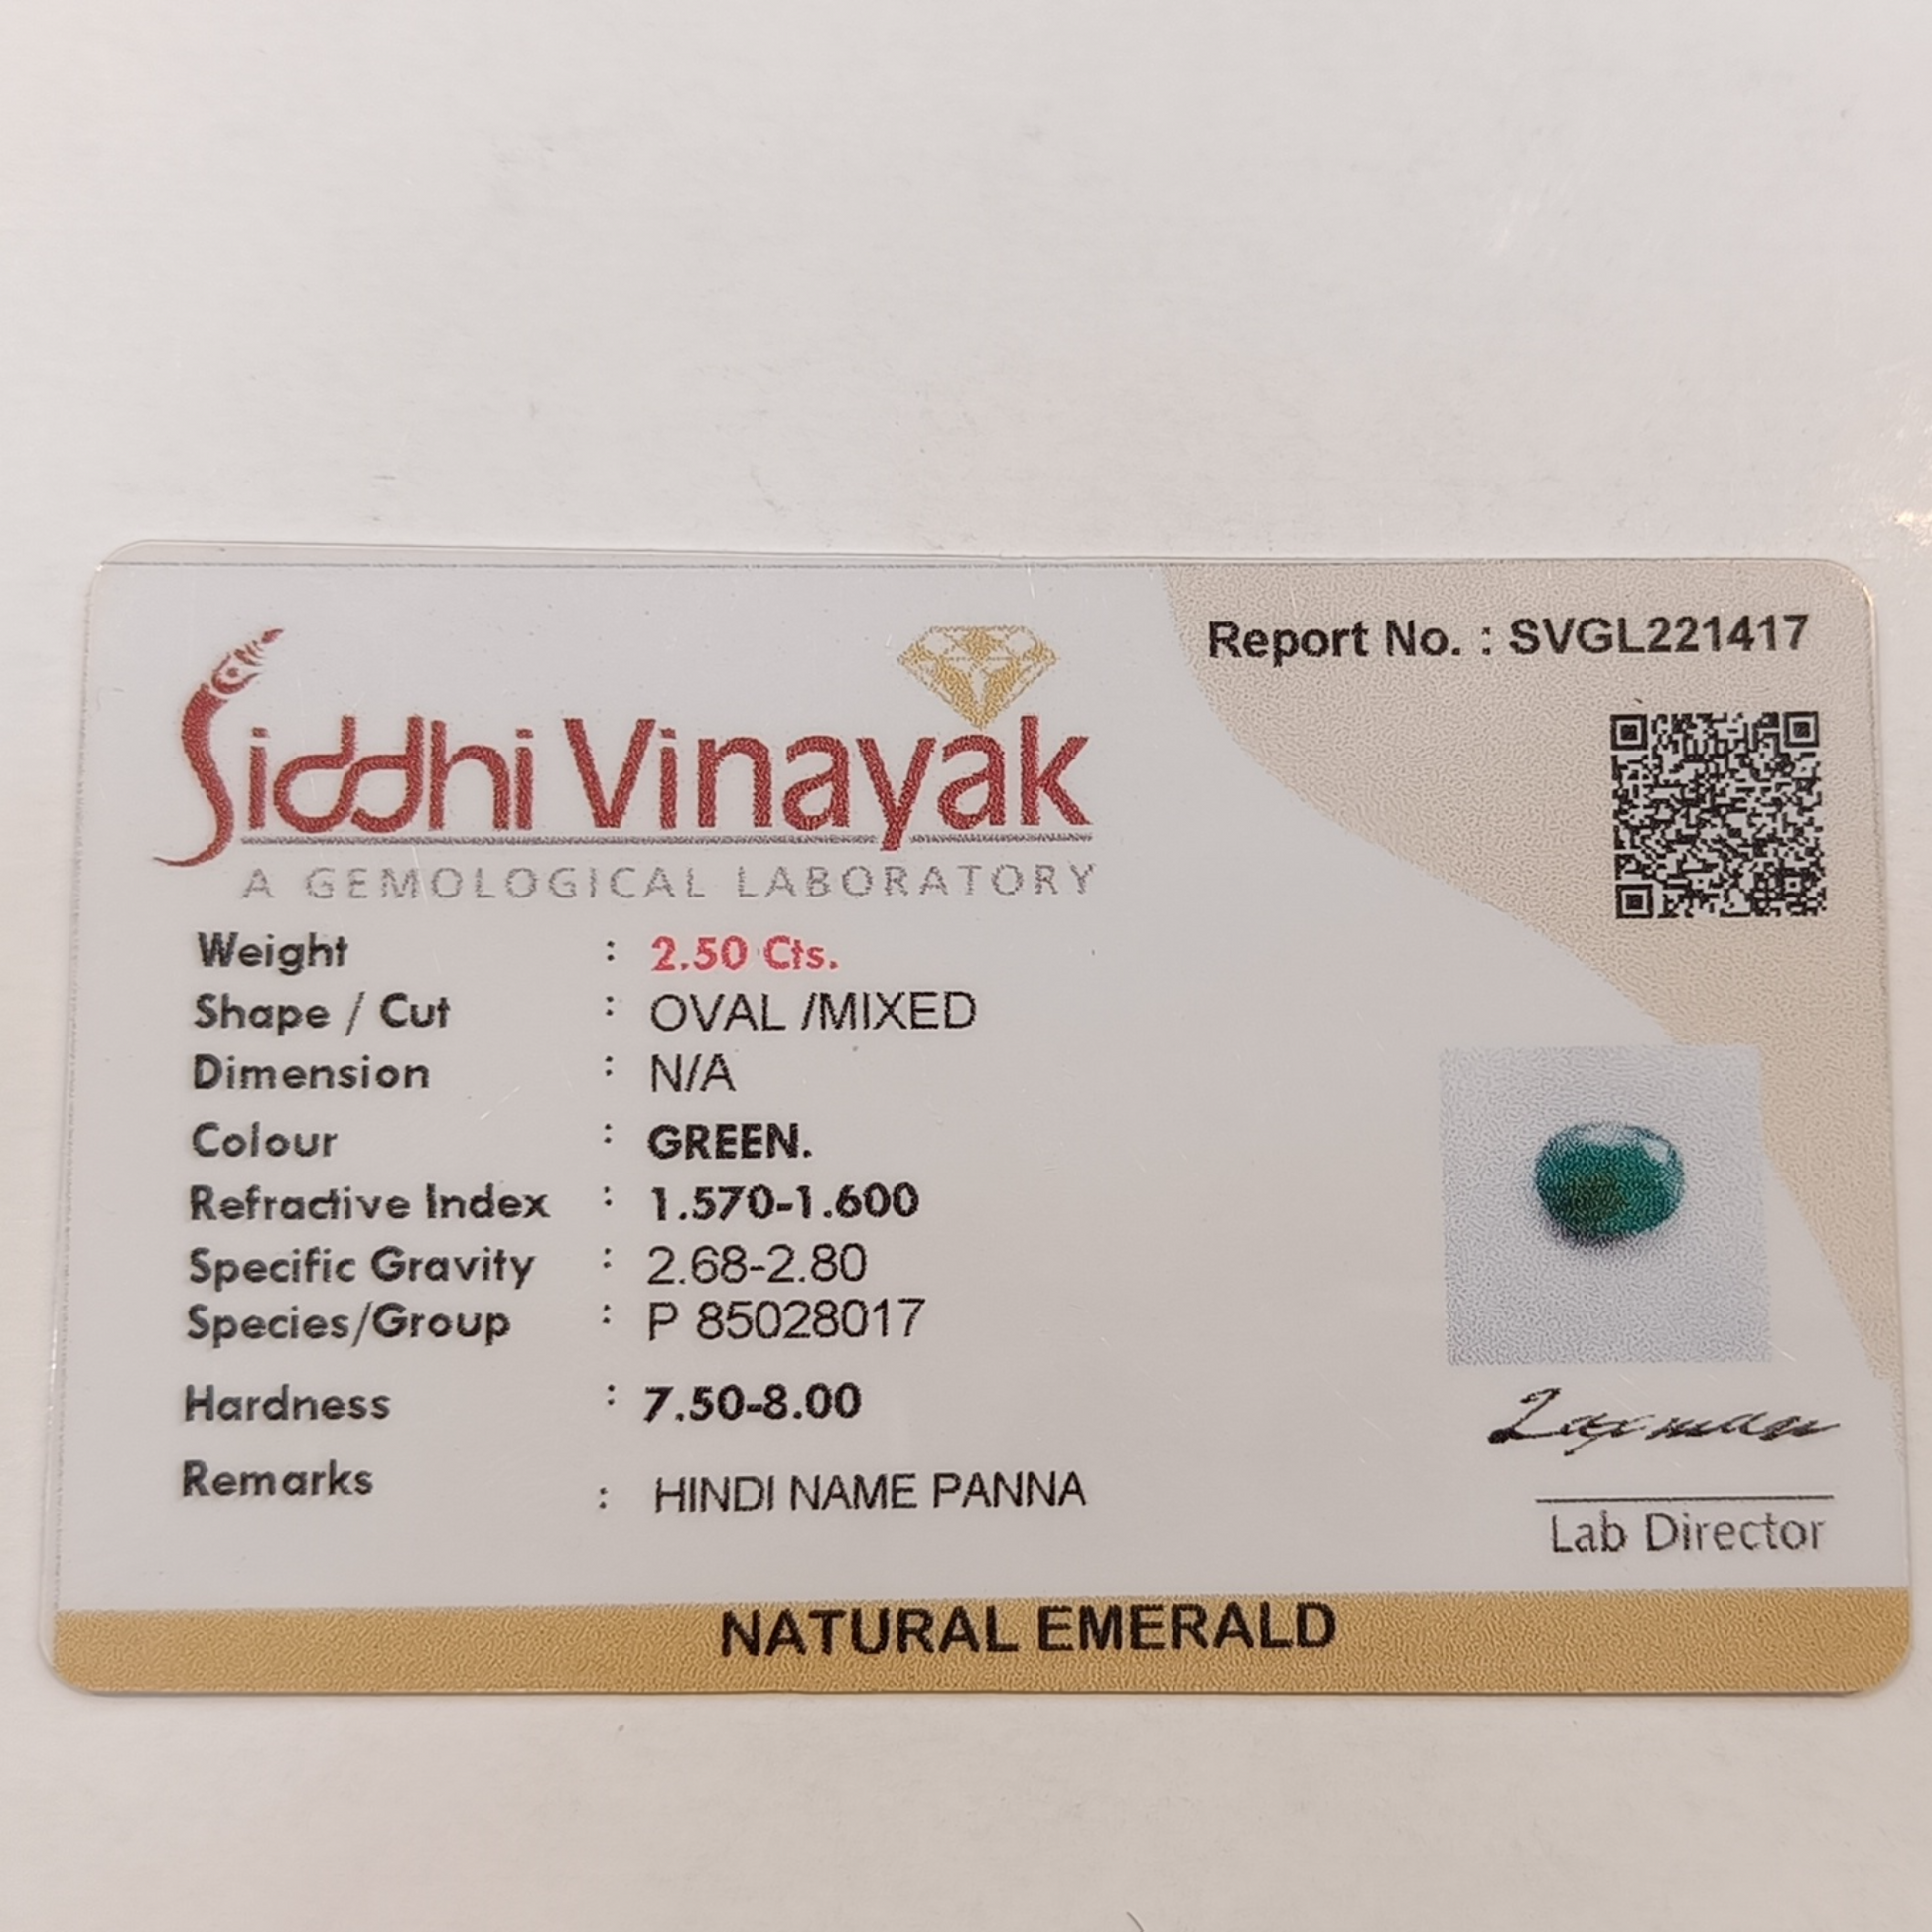 Report No. : SVGL221417
Siddhi Vinayak
A GEMOLOGICAL LABORATORY
Weight : 2.50 Cts.
Shape / Cut : OVAL /MIXED
Dimension : N/A
Colour : GREEN.
Refractive Index : 1.570-1.600
Specific Gravity : 2.68-2.80
Species/Group : P 85028017
Hardness : 7.50-8.00
Remarks : HINDI NAME PANNA
Laxman
Lab Director
NATURAL EMERALD